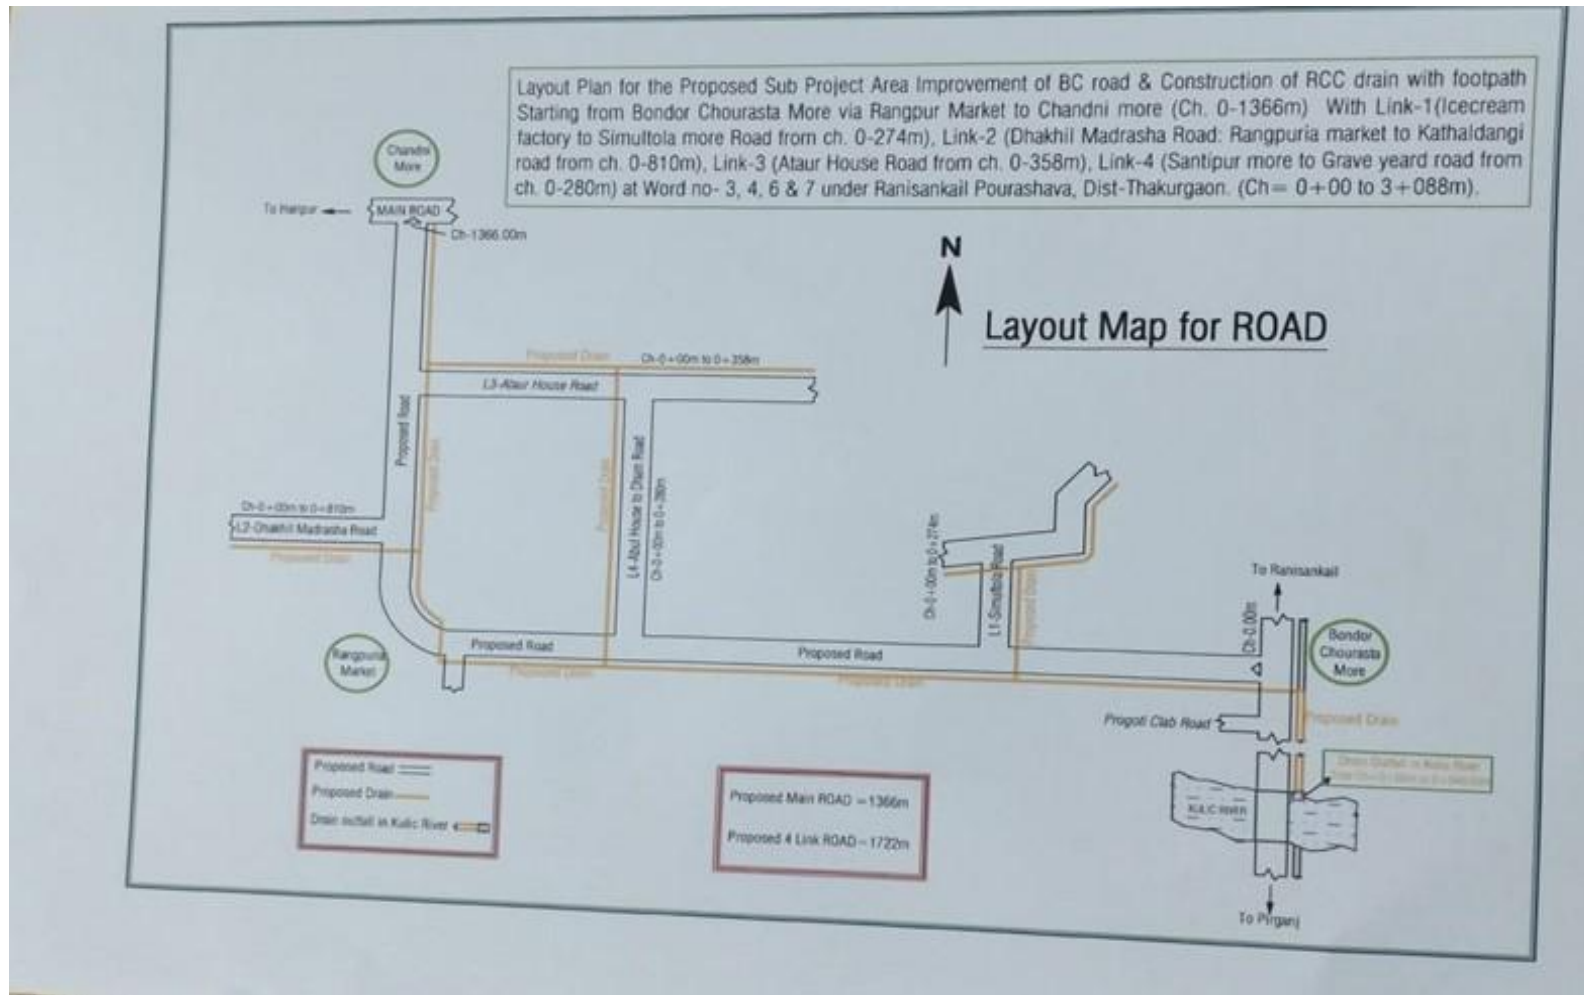 Layout Plan for the Proposed Sub Project Area Improvement of BC road & Construction of RCC drain with footpath
Starting from Bondor Chourasta More via Rangpur Market to Chandni more (Ch. 0-1366m) With Link-1(Icecream
factory to Simultola more Road from ch. 0-274m), Link-2 (Dhakhil Madrasha Road: Rangpuria market to Kathaldangi
road from ch. 0-810m), Link-3 (Ataur House Road from ch. 0-358m), Link-4 (Santipur more to Grave yeard road from
ch. 0-280m) at Word no- 3, 4, 6 & 7 under Ranisankail Pourashava, Dist-Thakurgaon. (Ch= 0+00 to 3+088m).
Chandni
More
To Haripur
MAIN ROAD
Ch-1366.00m
N
Layout Map for ROAD
Proposed Drain
Ch-0+00m to 0+358m
L3-Ataur House Road
Proposed Road
Proposed Drain
Proposed Drain
L4-Abul House to Dham Road
Ch-0+00m to 0+280m
Ch-0+00m to 0+810m
L2-Dhakhil Madrasha Road
Proposed Drain
Ch-0+00m to 0+274m
L1-Simultola Road
Proposed Drain
To Ranisankail
Ch-0.00m
Bondor
Chourasta
More
Rangpuria
Market
Proposed Road
Proposed Drain
Proposed Road
Proposed Drain
Progoti Clab Road
Proposed Drain
Drain Outfall in Kulic River
KULIC RIVER
To Pirganj
Proposed Road
Proposed Drain
Drain outfall in Kulic River
Proposed Main ROAD =1366m
Proposed 4 Link ROAD-1722m